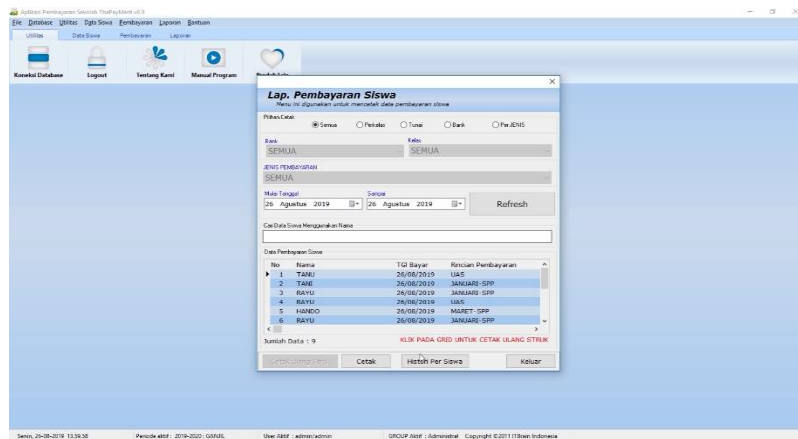 Aplikasi Pembayaran Sekolah ThePayMent v8.0
File Database Utilitas Data Siswa Pembayaran Laporan Bantuan
Utilitas Data Siswa Pembayaran Laporan
Koneksi Database Logout Tentang Kami Manual Program
Lap. Pembayaran Siswa
Menu ini digunakan untuk mencetak data pembayaran siswa
Pilihan Cetak
Semua Perkelas Tunai Bank Per JENIS
Bank Kelas
SEMUA SEMUA
JENIS PEMBAYARAN
SEMUA
Mulai Tanggal Sampai
26 Agustus 2019 26 Agustus 2019 Refresh
Cari Data Siswa Menggunakan Nama
Data Pembayaran Siswa
No Nama TGl Bayar Rincian Pembayaran
1 TANU 26/08/2019 UAS
2 TANI 26/08/2019 JANUARI-SPP
3 RAYU 26/08/2019 JANUARI-SPP
4 RAYU 26/08/2019 UAS
5 HANDO 26/08/2019 MARET-SPP
6 RAYU 26/08/2019 JANUARI-SPP
Jumlah Data : 9 KLIK PADA GRID UNTUK CETAK ULANG STRUK
Cetak Histori Per Siswa Keluar
Senin, 26-08-2019 13:59:58 Periode aktif : 2019-2020 : GANJIL User Aktif : admin/admin GROUP Aktif : Administrat Copyright ©2011 ITBrain Indonesia